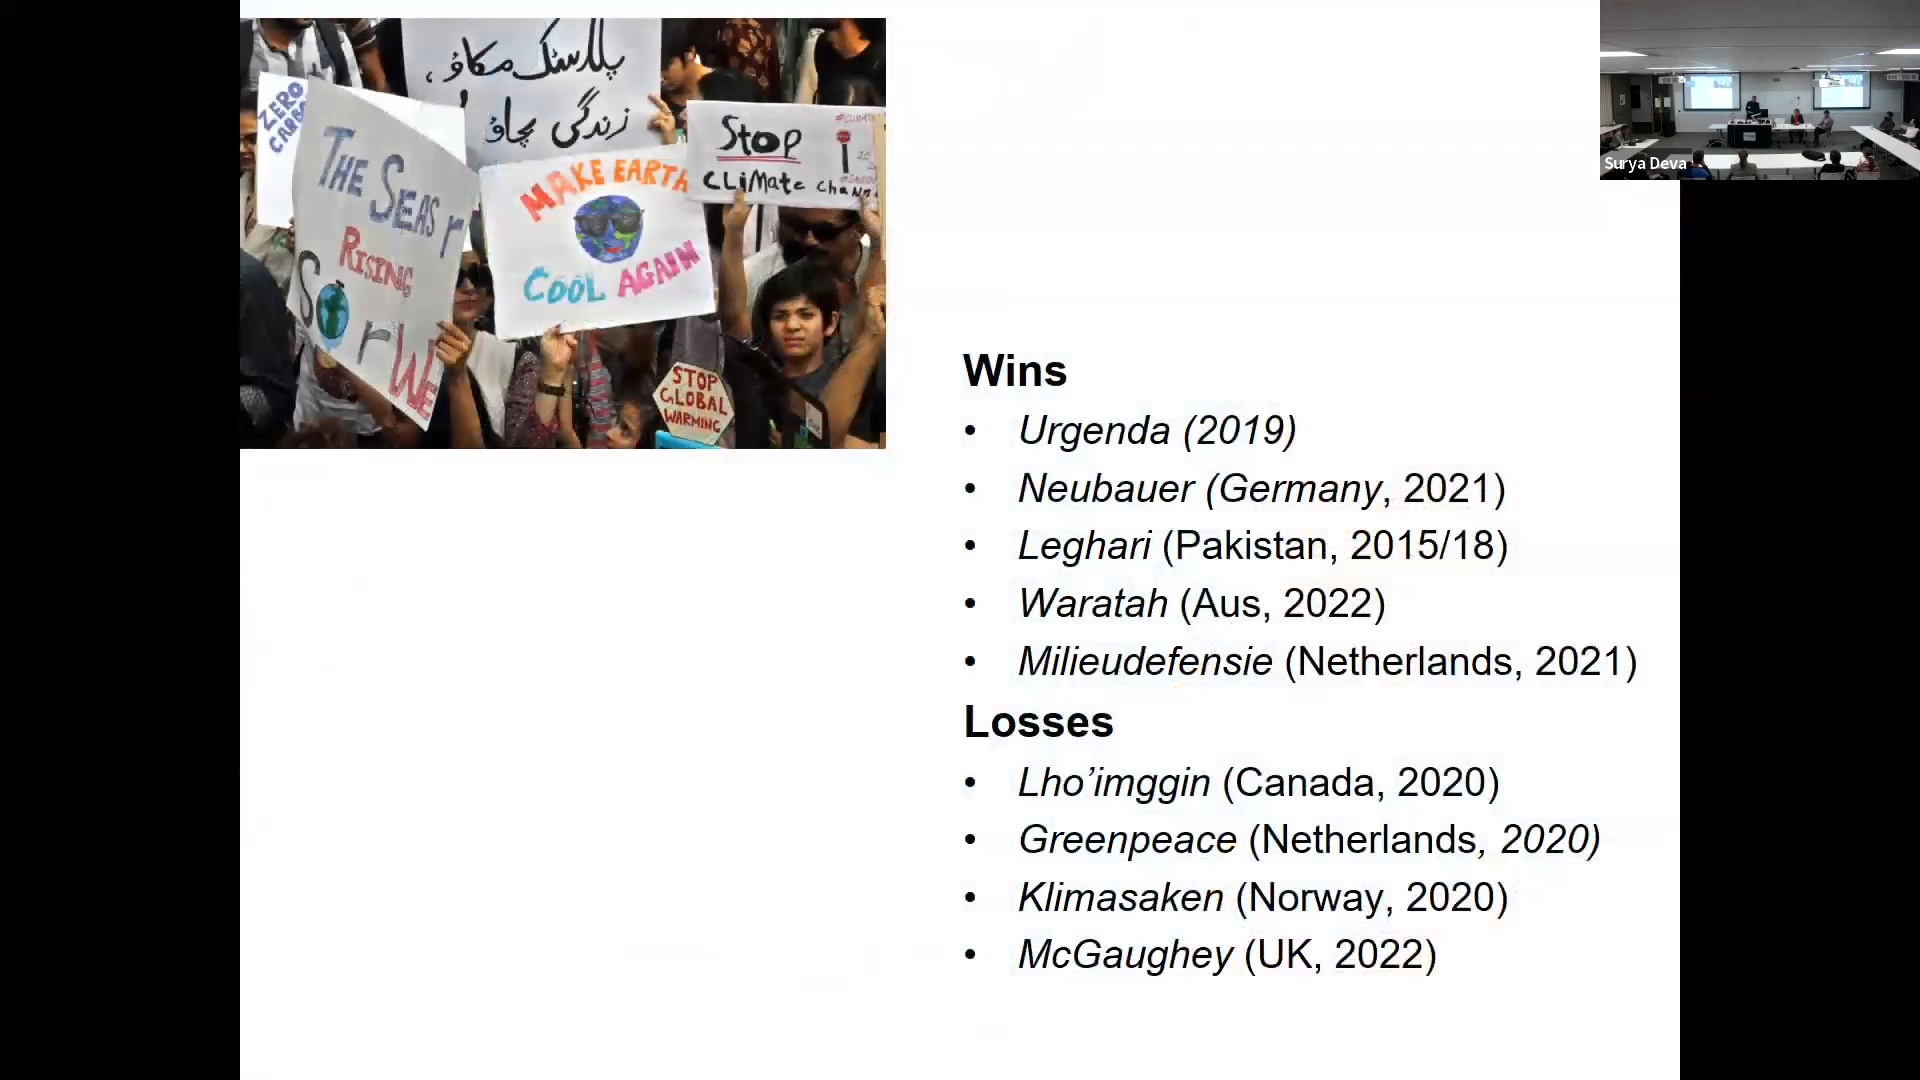 پلاسٹک مکاؤ،
زندگی بچاؤ
ZERO
THE SEAS r
RISING
So r WE
MAKE EARTH
COOL AGAIN
Stop
CLiMate
STOP
GLOBAL
WARMING
Surya Deva
Wins
• Urgenda (2019)
• Neubauer (Germany, 2021)
• Leghari (Pakistan, 2015/18)
• Waratah (Aus, 2022)
• Milieudefensie (Netherlands, 2021)
Losses
• Lho’imggin (Canada, 2020)
• Greenpeace (Netherlands, 2020)
• Klimasaken (Norway, 2020)
• McGaughey (UK, 2022)